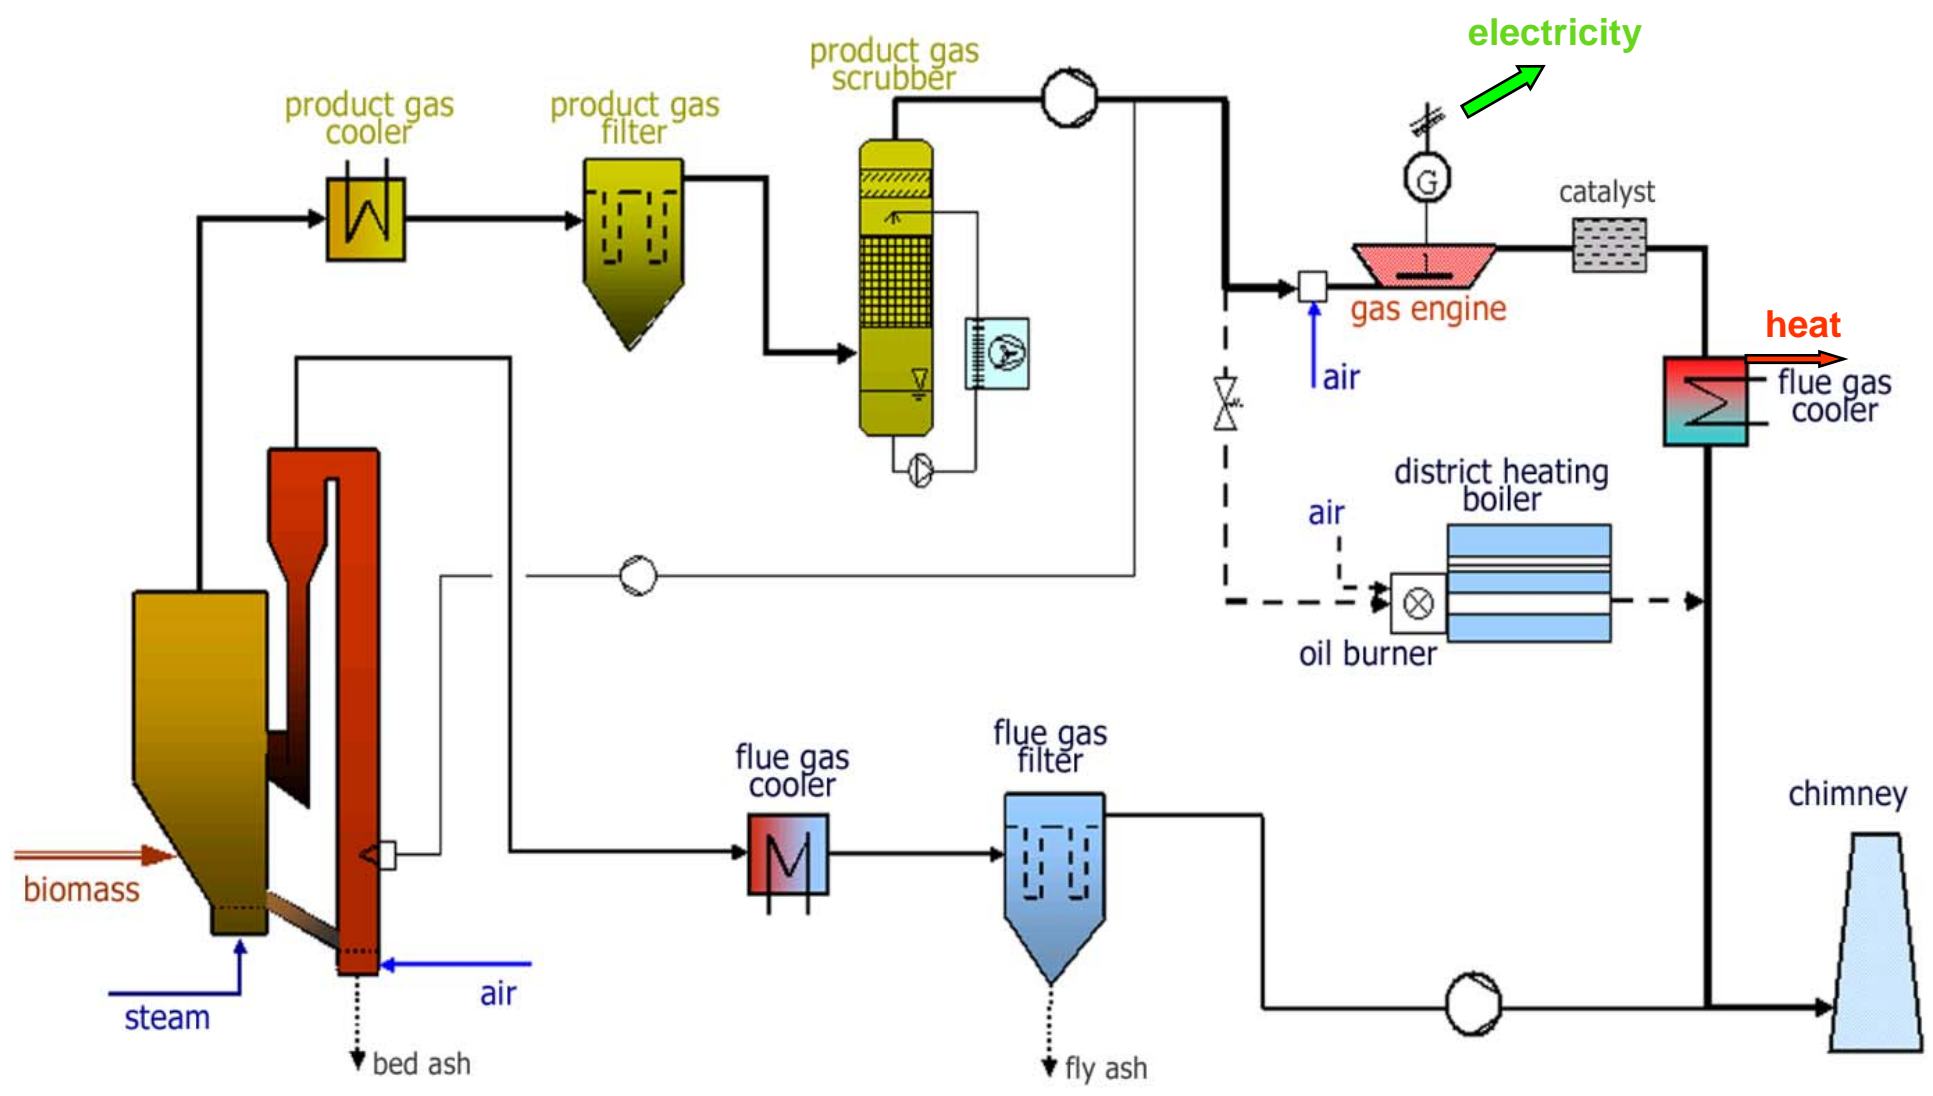 electricity
product gas
scrubber
product gas
cooler
product gas
filter
G
catalyst
gas engine
heat
air
flue gas
cooler
district heating
boiler
air
oil burner
flue gas
filter
flue gas
cooler
chimney
biomass
steam
air
bed ash
fly ash